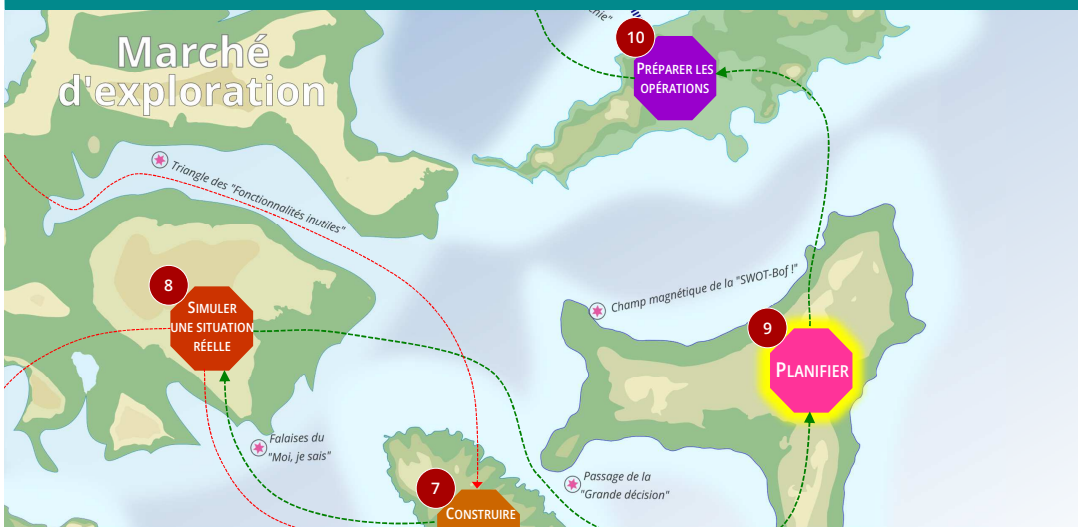 Marché
d'exploration
10
PRÉPARER LES
OPÉRATIONS
Triangle des "Fonctionnalités inutiles"
8
SIMULER
UNE SITUATION
RÉELLE
Champ magnétique de la "SWOT-Bof !"
9
PLANIFIER
Falaises du
"Moi, je sais"
7
CONSTRUIRE
Passage de la
"Grande décision"